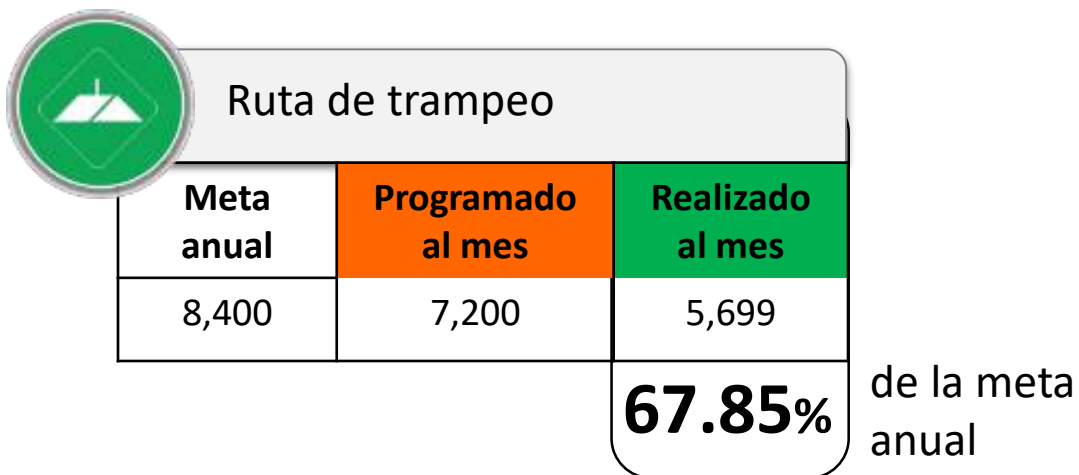 Ruta de trampeo
Meta anual
Programado al mes
Realizado al mes
8,400
7,200
5,699
67.85%
de la meta
anual